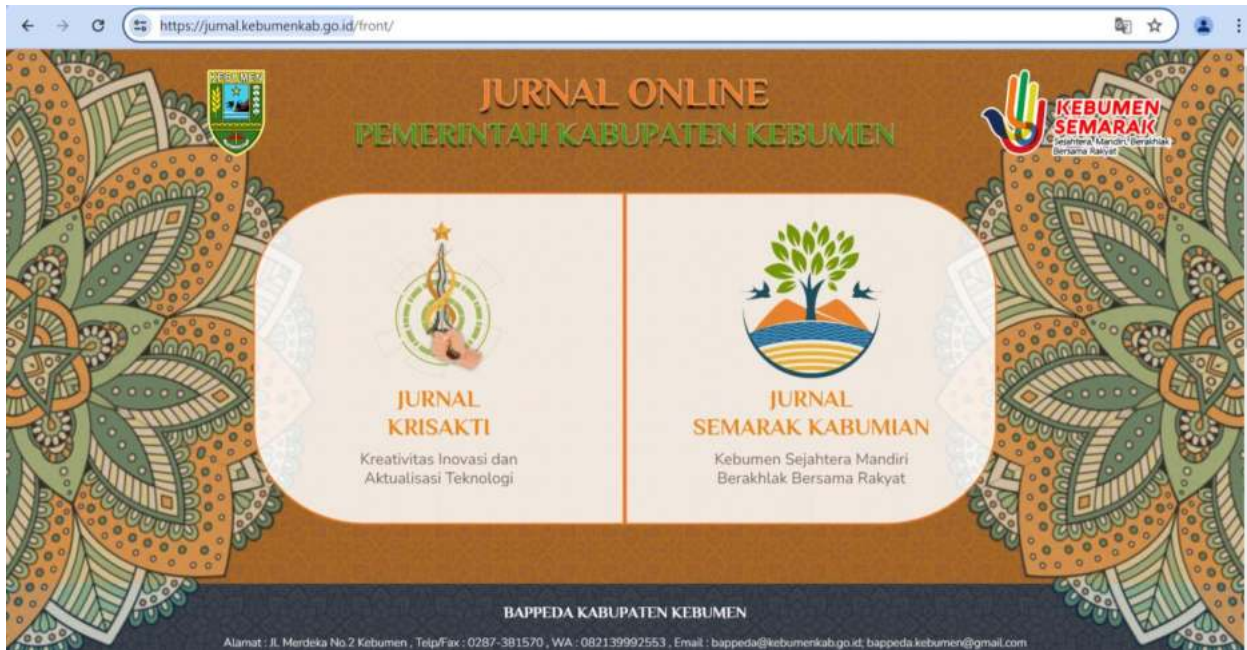 https://jurnal.kebumenkab.go.id/front/
KEBUMEN
JURNAL ONLINE
PEMERINTAH KABUPATEN KEBUMEN
KEBUMEN
SEMARAK
Sejahtera, Mandiri, Berakhlak
Bersama Rakyat
JURNAL
KRISAKTI
Kreativitas Inovasi dan
Aktualisasi Teknologi
JURNAL
SEMARAK KABUMIAN
Kebumen Sejahtera Mandiri
Berakhlak Bersama Rakyat
BAPPEDA KABUPATEN KEBUMEN
Alamat : Jl. Merdeka No.2 Kebumen , Telp/Fax : 0287-381570 , WA : 082139992553 , Email : bappeda@kebumenkab.go.id; bappeda.kebumen@gmail.com